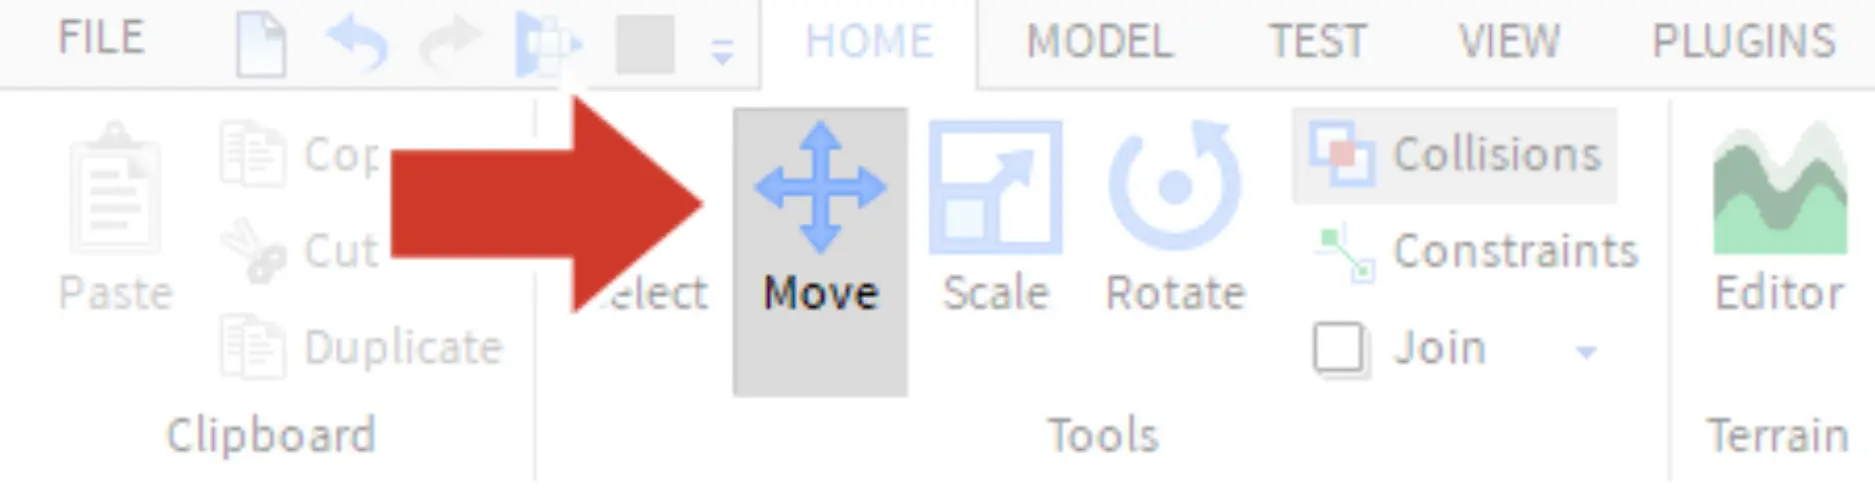 FILE HOME MODEL TEST VIEW PLUGINS
Cop Collisions
Cut Constraints
Paste elect Move Scale Rotate Editor
Duplicate Join
Clipboard Tools Terrain